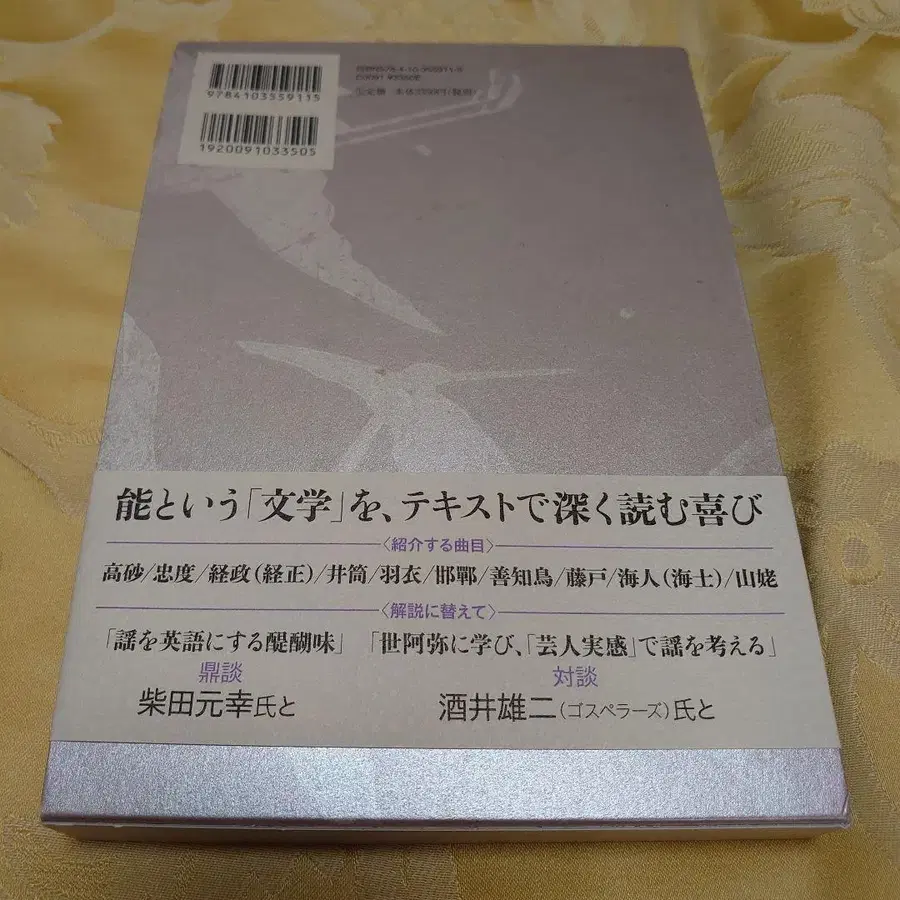 9784103559115
1920091033505
能という「文学」を、テキストで深く読む喜び
〈紹介する曲目〉
高砂/忠度/経政(経正)/井筒/羽衣/邯鄲/善知鳥/藤戸/海人(海士)/山姥
〈解説に替えて〉
「謡を英語にする醍醐味」 「世阿弥に学び、「芸人実感」で謡を考える」
鼎談 対談
柴田元幸氏と 酒井雄二(ゴスペラーズ)氏と